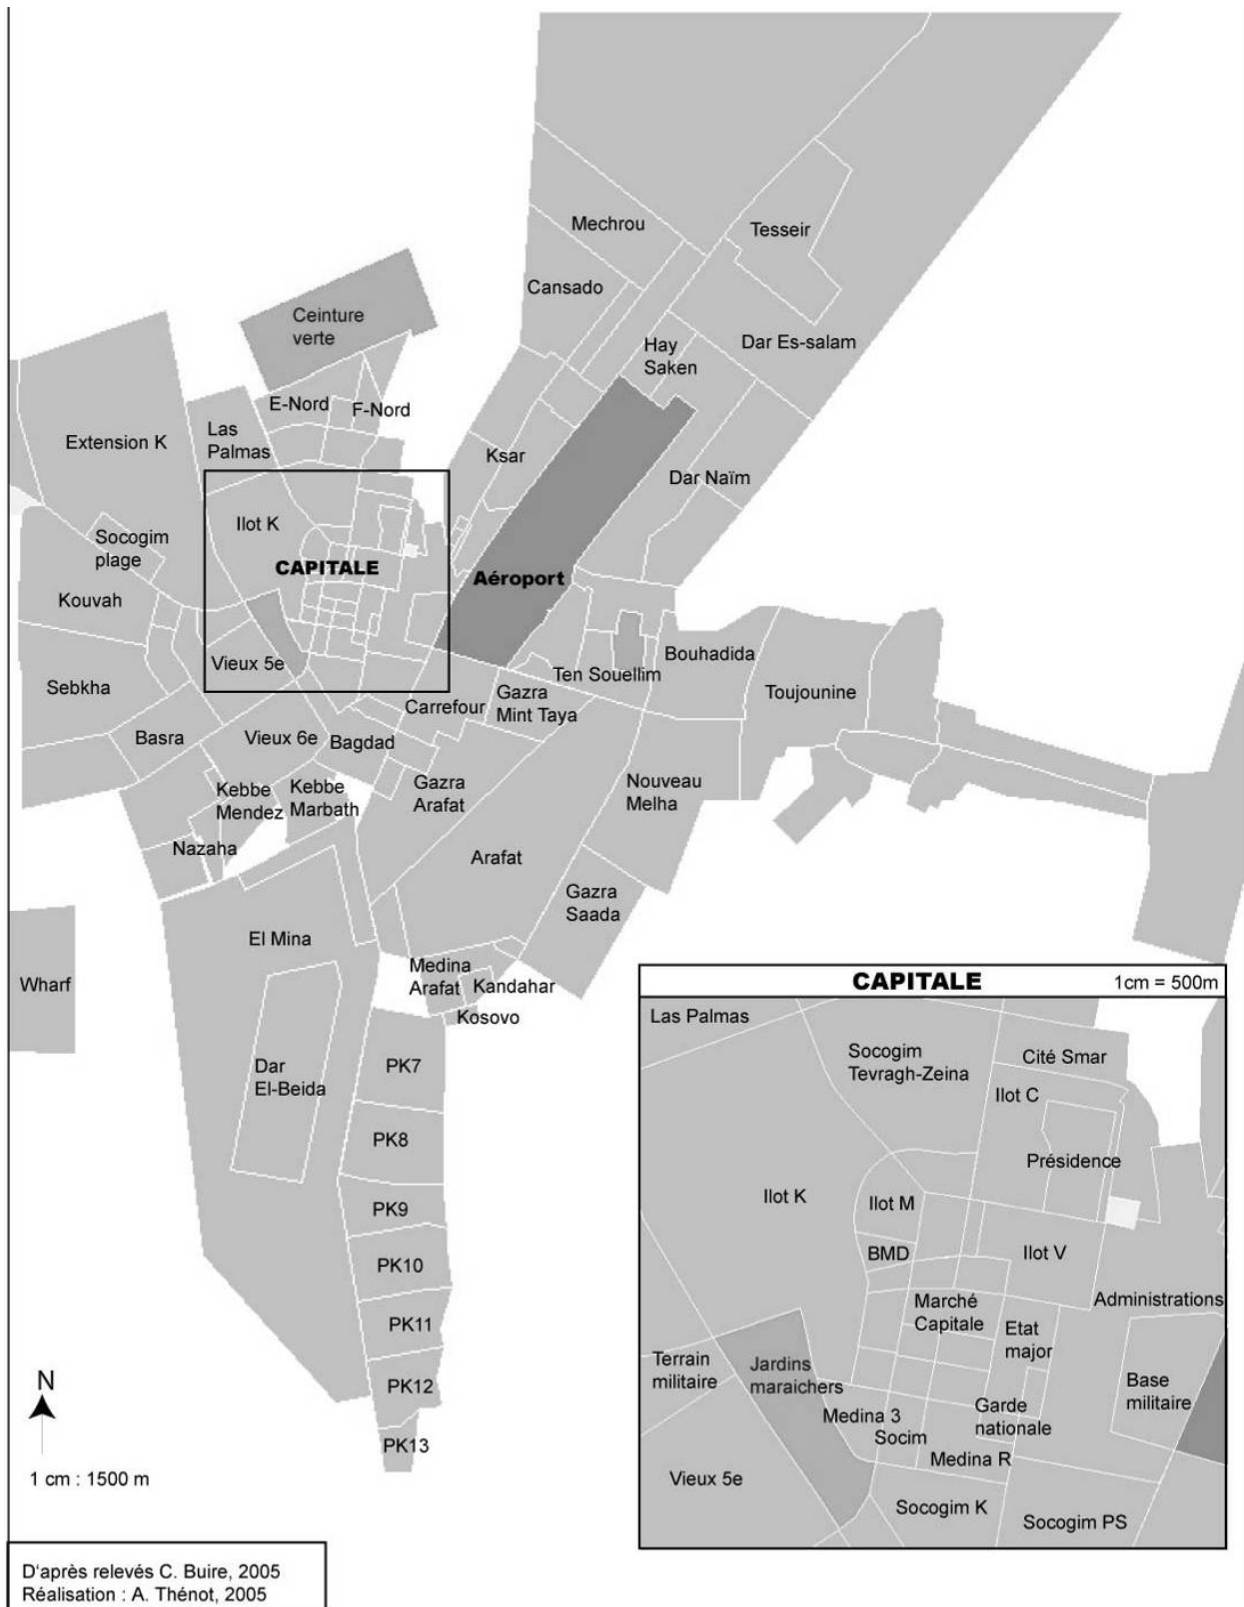 Mechrou
Tesseir
Cansado
Ceinture
verte
Hay
Saken
Dar Es-salam
E-Nord
F-Nord
Las
Palmas
Extension K
Ksar
Dar Naïm
Ilot K
Socogim
plage
CAPITALE
Aéroport
Kouvah
Vieux 5e
Bouhadida
Ten Souellim
Sebkha
Toujounine
Carrefour
Gazra
Mint Taya
Basra
Vieux 6e
Bagdad
Kebbe
Mendez
Kebbe
Marbath
Gazra
Arafat
Nouveau
Melha
Nazaha
Arafat
Gazra
Saada
El Mina
Medina
Arafat
Kandahar
Wharf
Kosovo
Dar
El-Beida
PK7
PK8
PK9
PK10
PK11
PK12
PK13
N
1 cm : 1500 m
CAPITALE
1cm = 500m
Las Palmas
Socogim
Tevragh-Zeina
Cité Smar
Ilot C
Présidence
Ilot K
Ilot M
BMD
Ilot V
Marché
Capitale
Administrations
Etat
major
Terrain
militaire
Jardins
maraichers
Base
militaire
Medina 3
Socim
Garde
nationale
Medina R
Vieux 5e
Socogim K
Socogim PS
D'après relevés C. Buire, 2005
Réalisation : A. Thénot, 2005